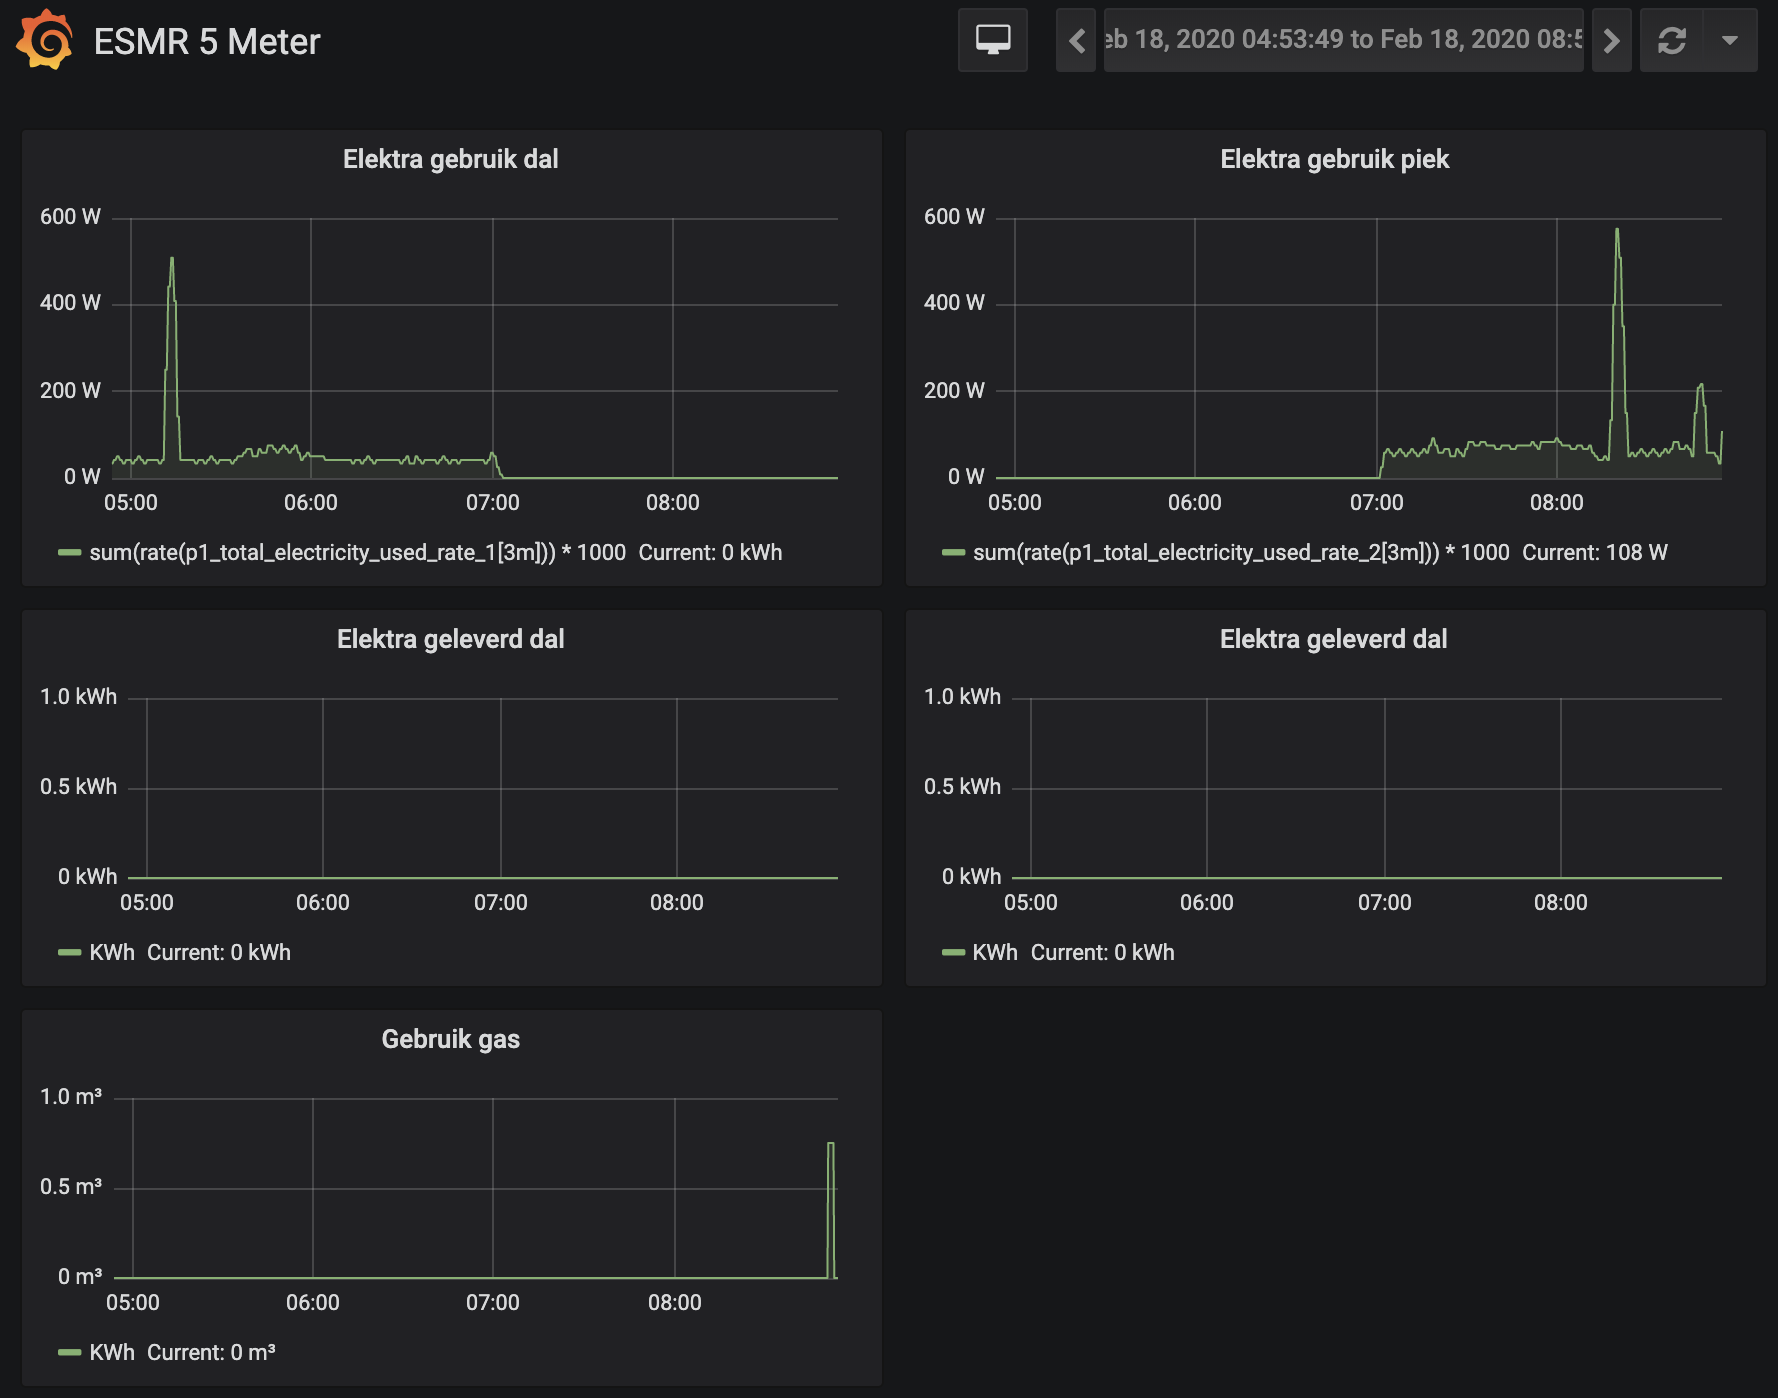 ESMR 5 Meter
eb 18, 2020 04:53:49 to Feb 18, 2020 08:5
Elektra gebruik dal
600 W
400 W
200 W
0 W
05:00 06:00 07:00 08:00
sum(rate(p1_total_electricity_used_rate_1[3m])) * 1000 Current: 0 kWh
Elektra gebruik piek
600 W
400 W
200 W
0 W
05:00 06:00 07:00 08:00
sum(rate(p1_total_electricity_used_rate_2[3m])) * 1000 Current: 108 W
Elektra geleverd dal
1.0 kWh
0.5 kWh
0 kWh
05:00 06:00 07:00 08:00
KWh Current: 0 kWh
Elektra geleverd dal
1.0 kWh
0.5 kWh
0 kWh
05:00 06:00 07:00 08:00
KWh Current: 0 kWh
Gebruik gas
1.0 m³
0.5 m³
0 m³
05:00 06:00 07:00 08:00
KWh Current: 0 m³